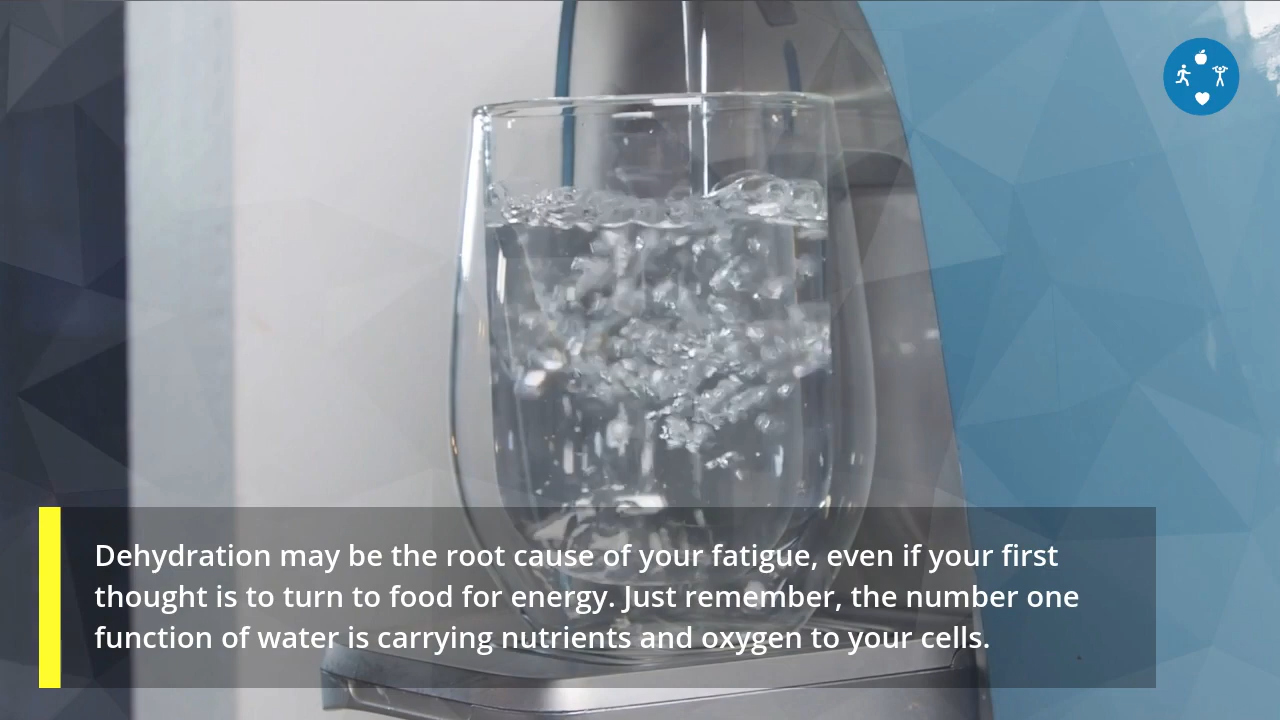 Dehydration may be the root cause of your fatigue, even if your first
thought is to turn to food for energy. Just remember, the number one
function of water is carrying nutrients and oxygen to your cells.